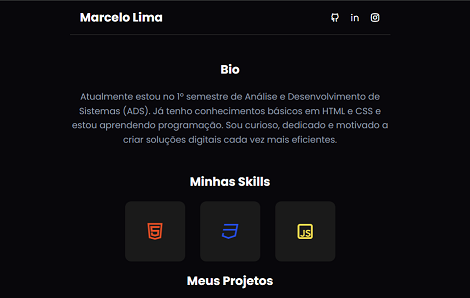 Marcelo Lima
in
Bio
Atualmente estou no 1º semestre de Análise e Desenvolvimento de
Sistemas (ADS). Já tenho conhecimentos básicos em HTML e CSS e
estou aprendendo programação. Sou curioso, dedicado e motivado a
criar soluções digitais cada vez mais eficientes.
Minhas Skills
JS
Meus Projetos